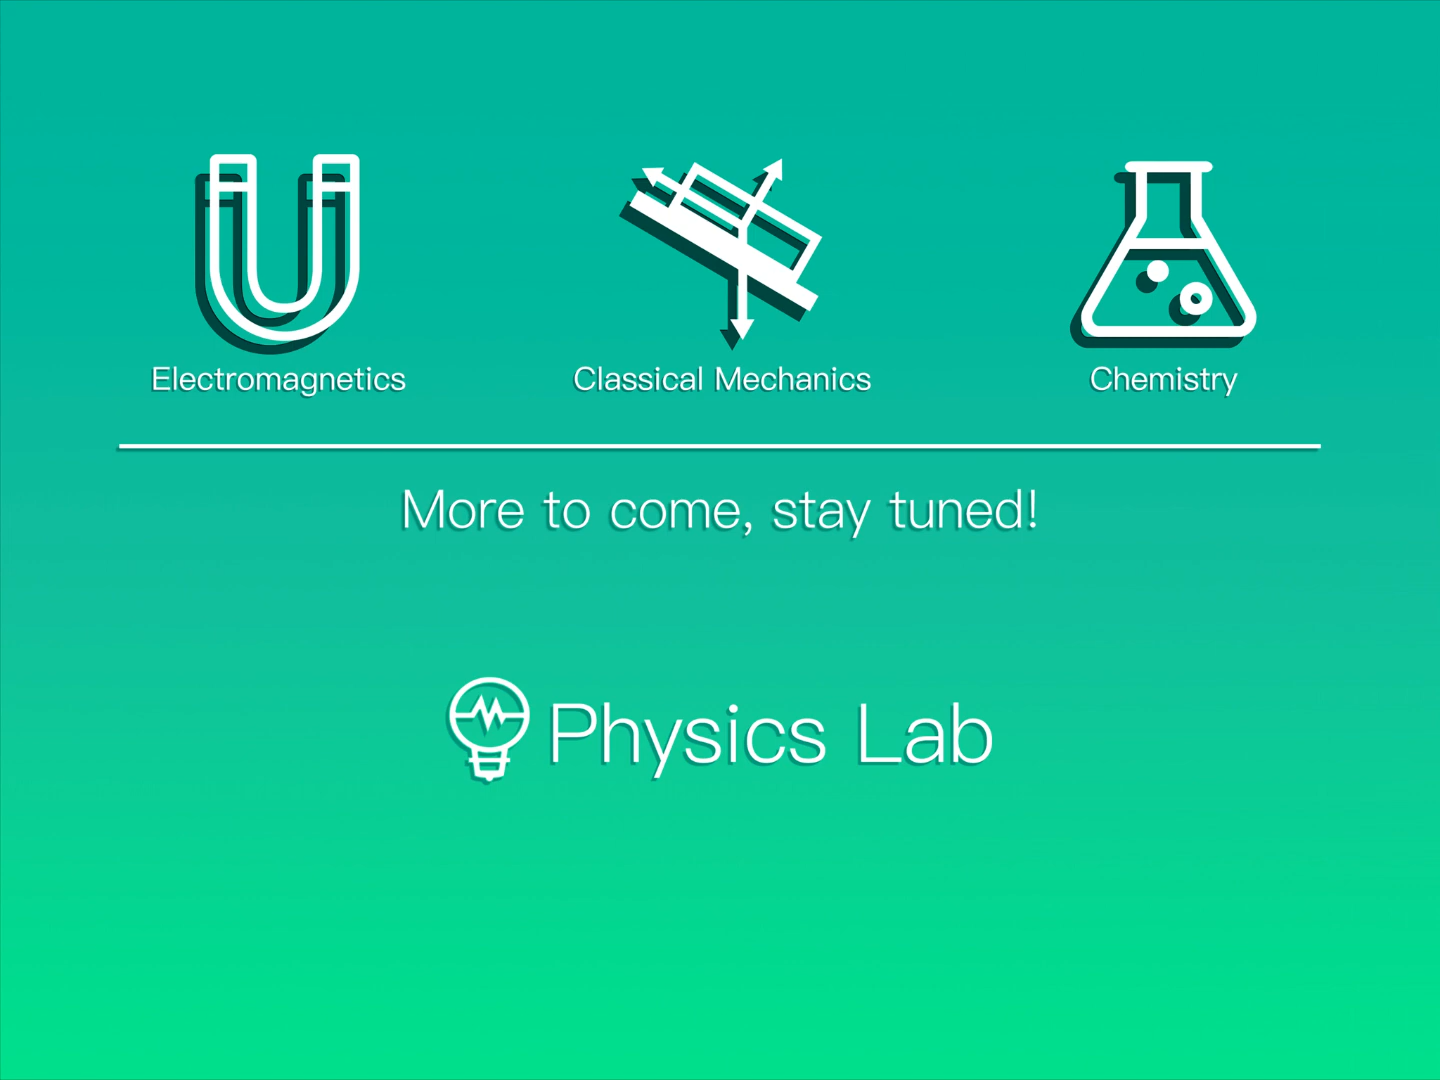 Electromagnetics
Classical Mechanics
Chemistry
More to come, stay tuned!
Physics Lab